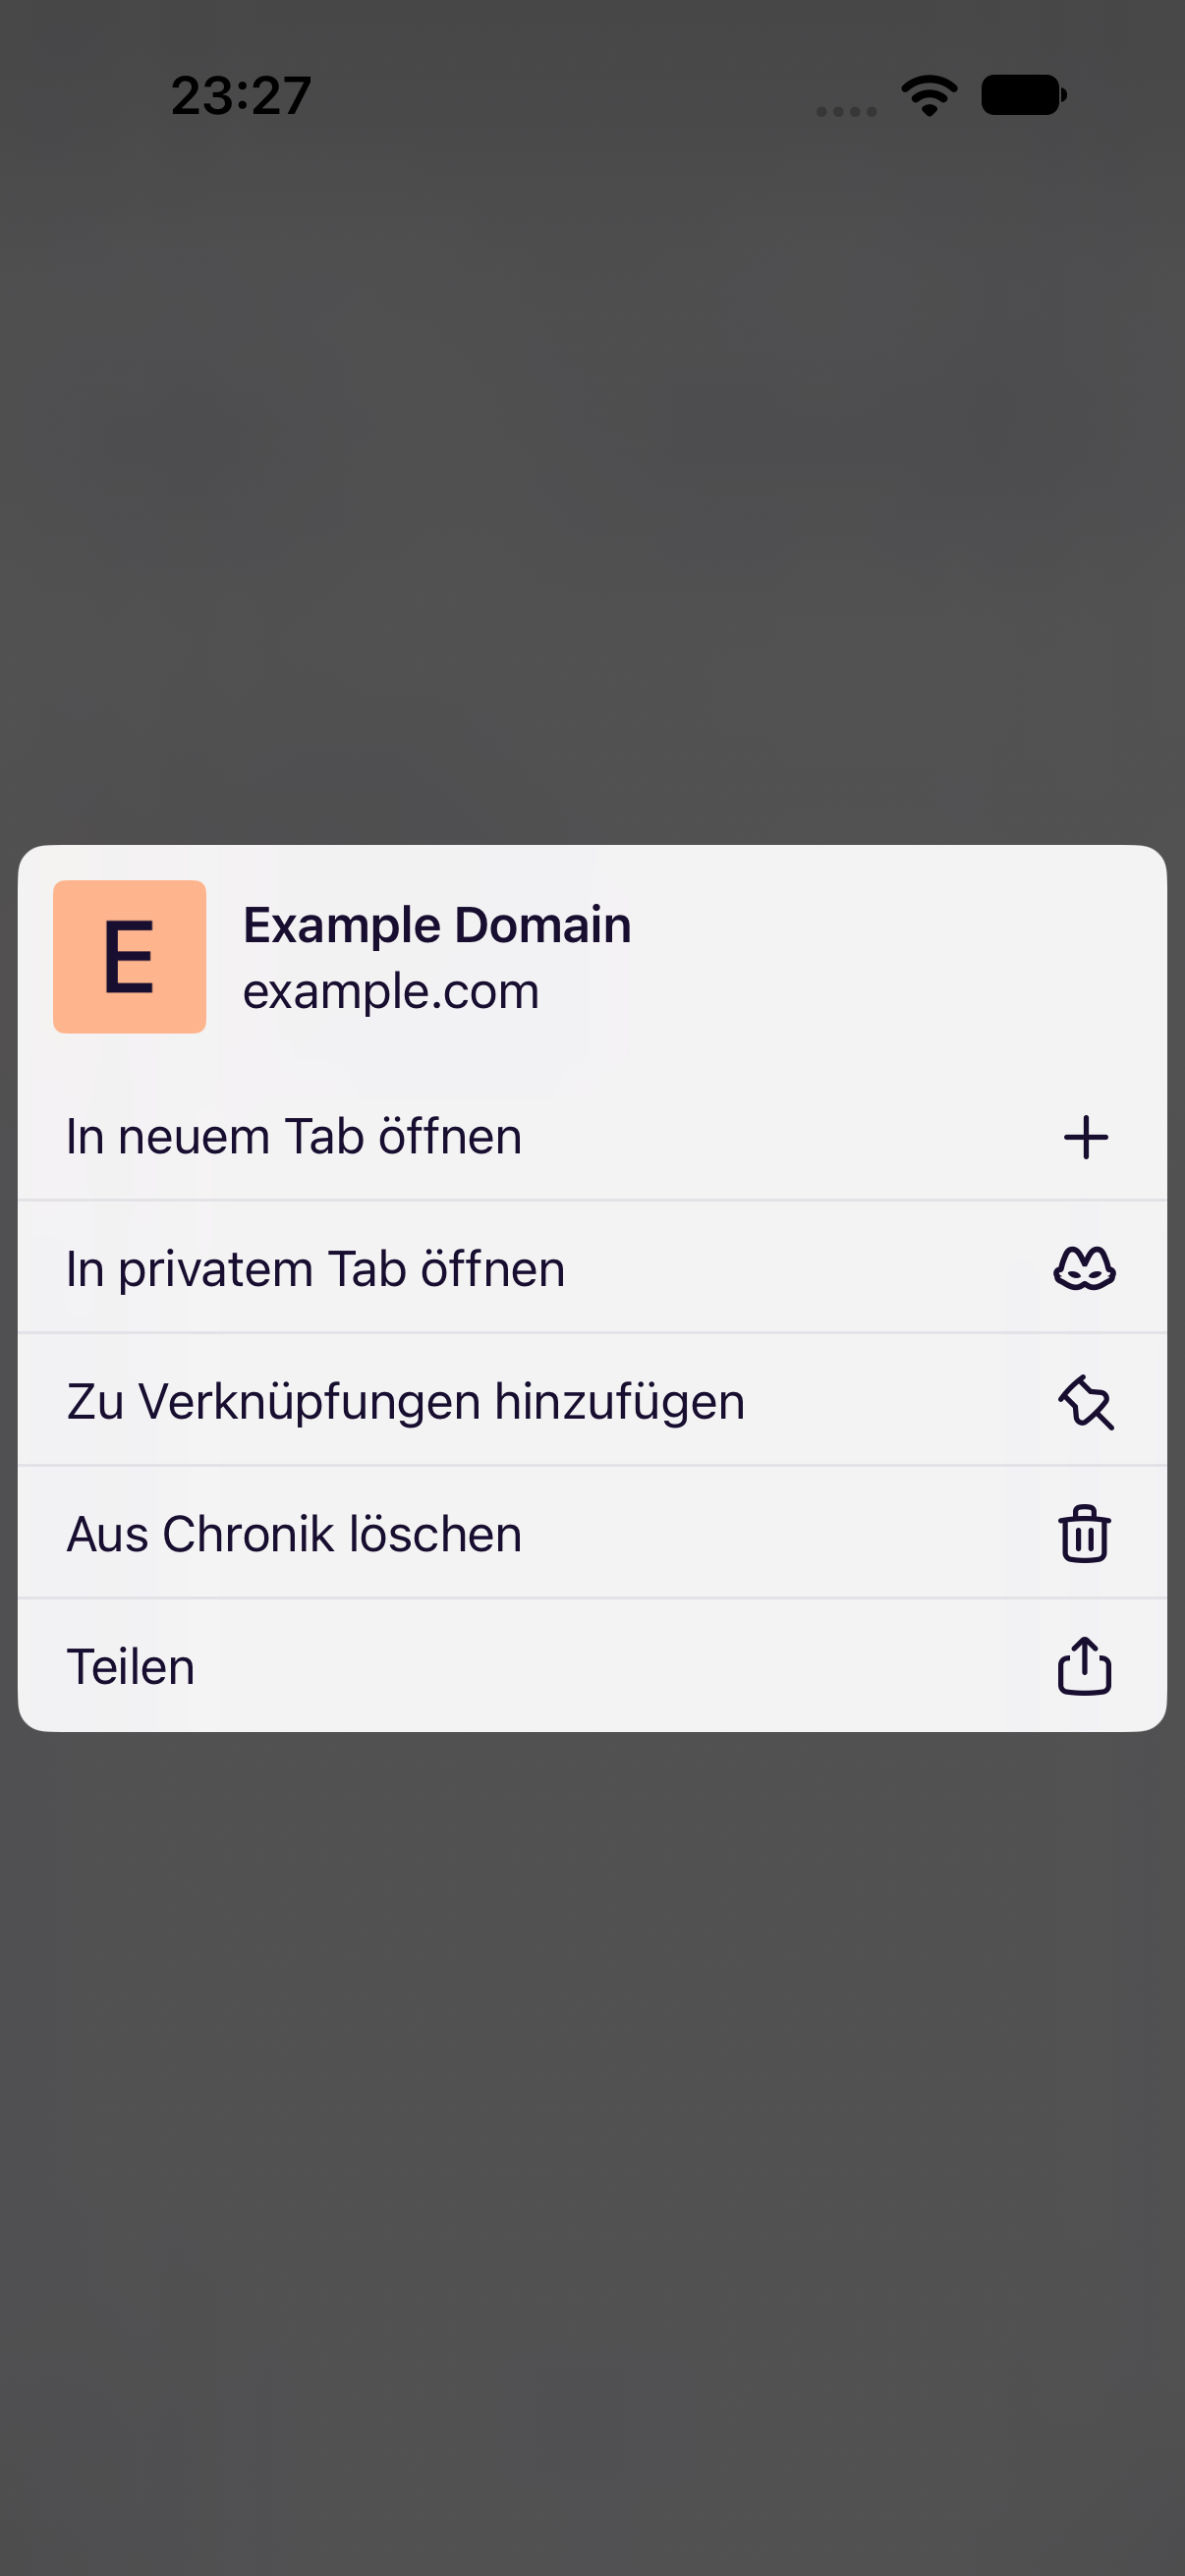 23:27
E
Example Domain
example.com
In neuem Tab öffnen
In privatem Tab öffnen
Zu Verknüpfungen hinzufügen
Aus Chronik löschen
Teilen